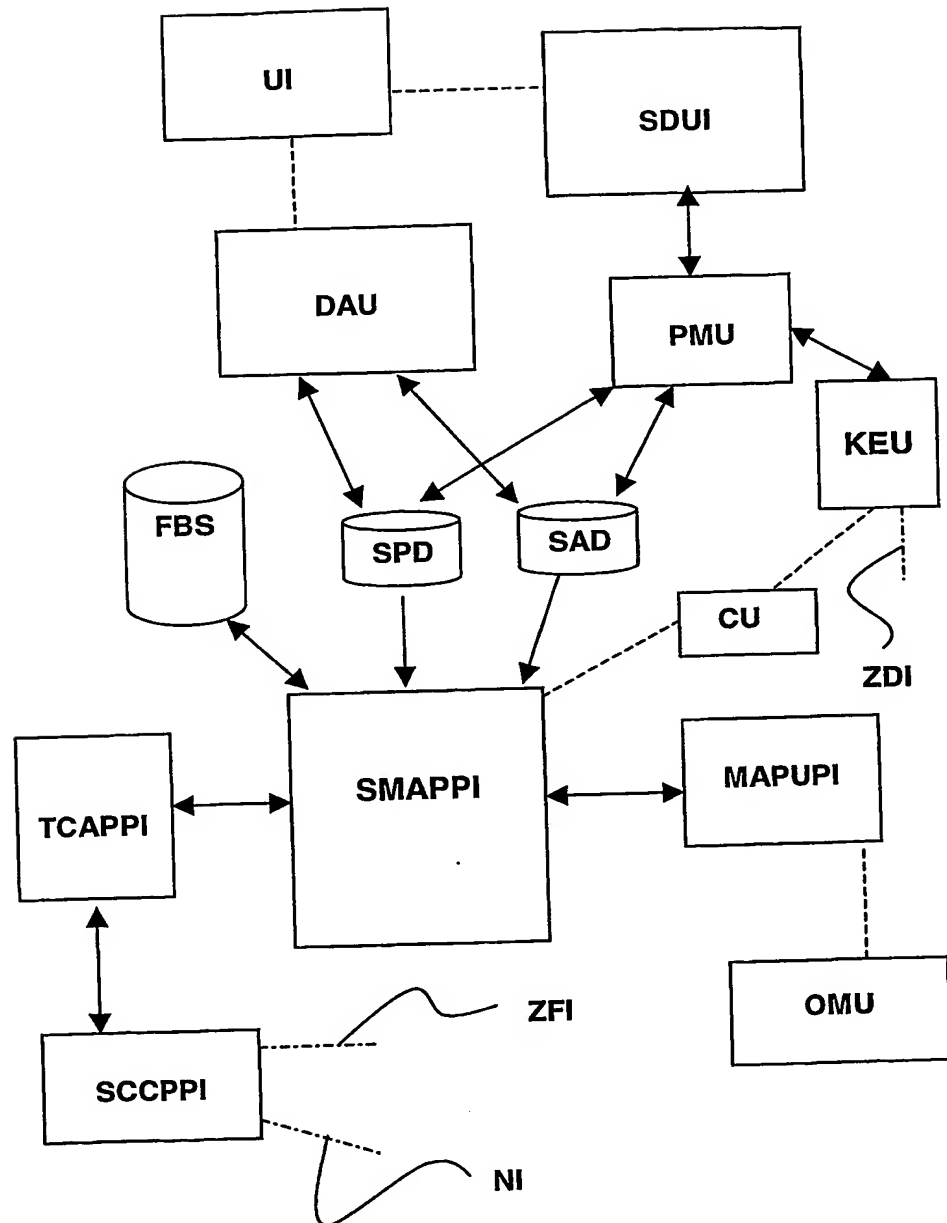 UI
SDUI
DAU
PMU
KEU
FBS
SPD
SAD
CU
ZDI
SMAPPI
MAPUPI
TCAPPI
OMU
ZFI
SCCPPI
NI